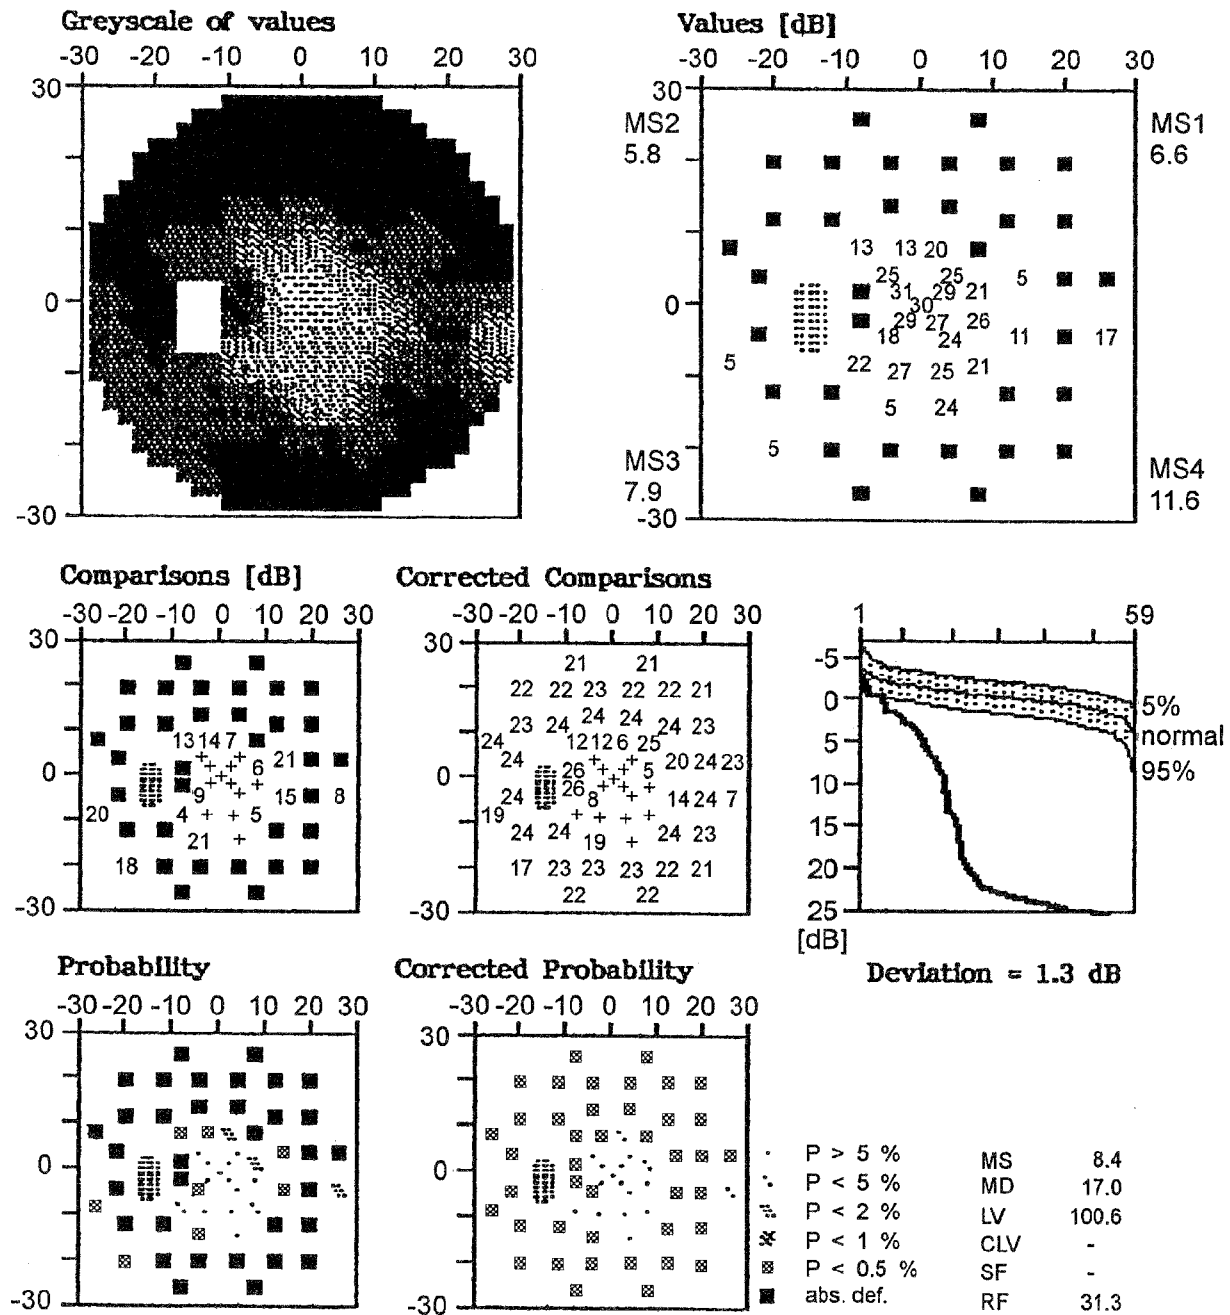 Greyscale of values
-30 -20 -10 0 10 20 30
30
0
-30
Values [dB]
-30 -20 -10 0 10 20 30
30
MS2
5.8
MS1
6.6
13 13 20
25 25 5
31 29 21
0 30
29 27 26
18 24 11 17
5 22 27 25 21
5 24
5
MS3
7.9
MS4
11.6
-30
Comparisons [dB]
-30 -20 -10 0 10 20 30
30
13 14 7
+ + + 21
+ + 6
0 + +
9 + + 15 8
20 4 + + 5
21 +
18
-30
Corrected Comparisons
-30 -20 -10 0 10 20 30
30
21 21
22 22 23 22 22 21
23 24 24 24 24 23
24 12 12 6 25
24 + + + 20 24 23
26 + + 5
0 +
26 + + +
24 8 + 14 24 7
19 + + + +
24 24 19 + 24 23
17 23 23 23 22 21
22 22
-30
1 59
-5
0
5
10
15
20
25
[dB]
5%
normal
95%
Deviation = 1.3 dB
Probability
-30 -20 -10 0 10 20 30
30
0
-30
Corrected Probability
-30 -20 -10 0 10 20 30
30
0
-30
P > 5 %
P < 5 %
P < 2 %
P < 1 %
P < 0.5 %
abs. def.
MS 8.4
MD 17.0
LV 100.6
CLV -
SF -
RF 31.3